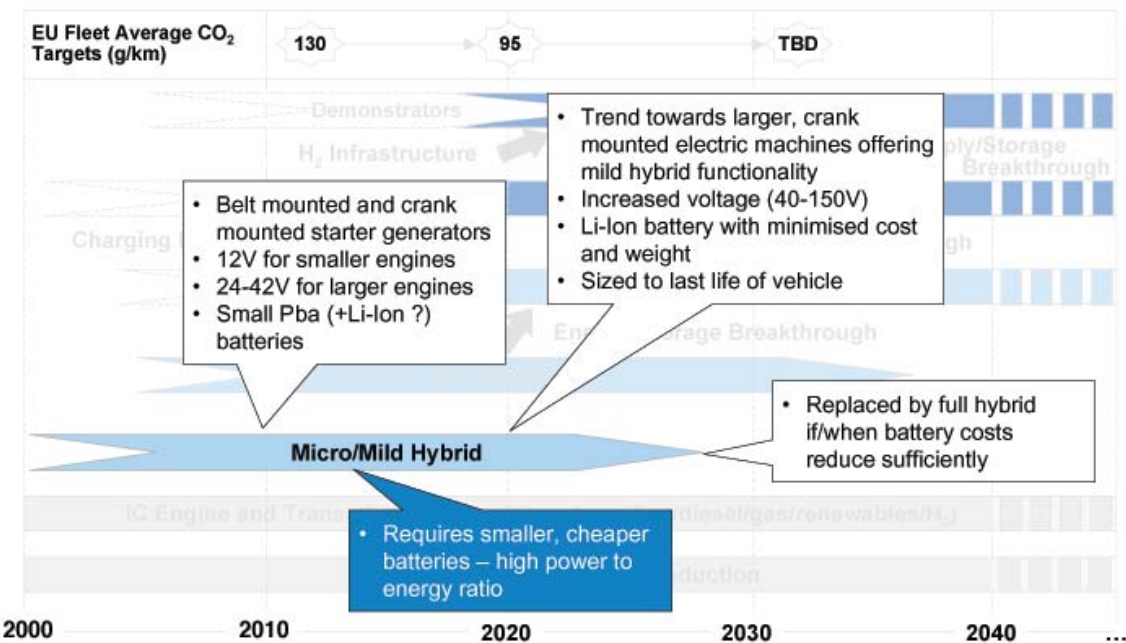 EU Fleet Average CO₂
Targets (g/km)
130
95
TBD
Demonstrators
H₂ Infrastructure
Breakthrough
Charging
• Belt mounted and crank
mounted starter generators
• 12V for smaller engines
• 24-42V for larger engines
• Small Pba (+Li-Ion ?)
batteries
• Trend towards larger, crank
mounted electric machines offering
mild hybrid functionality
• Increased voltage (40-150V)
• Li-Ion battery with minimised cost
and weight
• Sized to last life of vehicle
Storage Breakthrough
• Replaced by full hybrid
if/when battery costs
reduce sufficiently
Micro/Mild Hybrid
IC Engine and
• Requires smaller, cheaper
batteries – high power to
energy ratio
2000
2010
2020
2030
2040
...